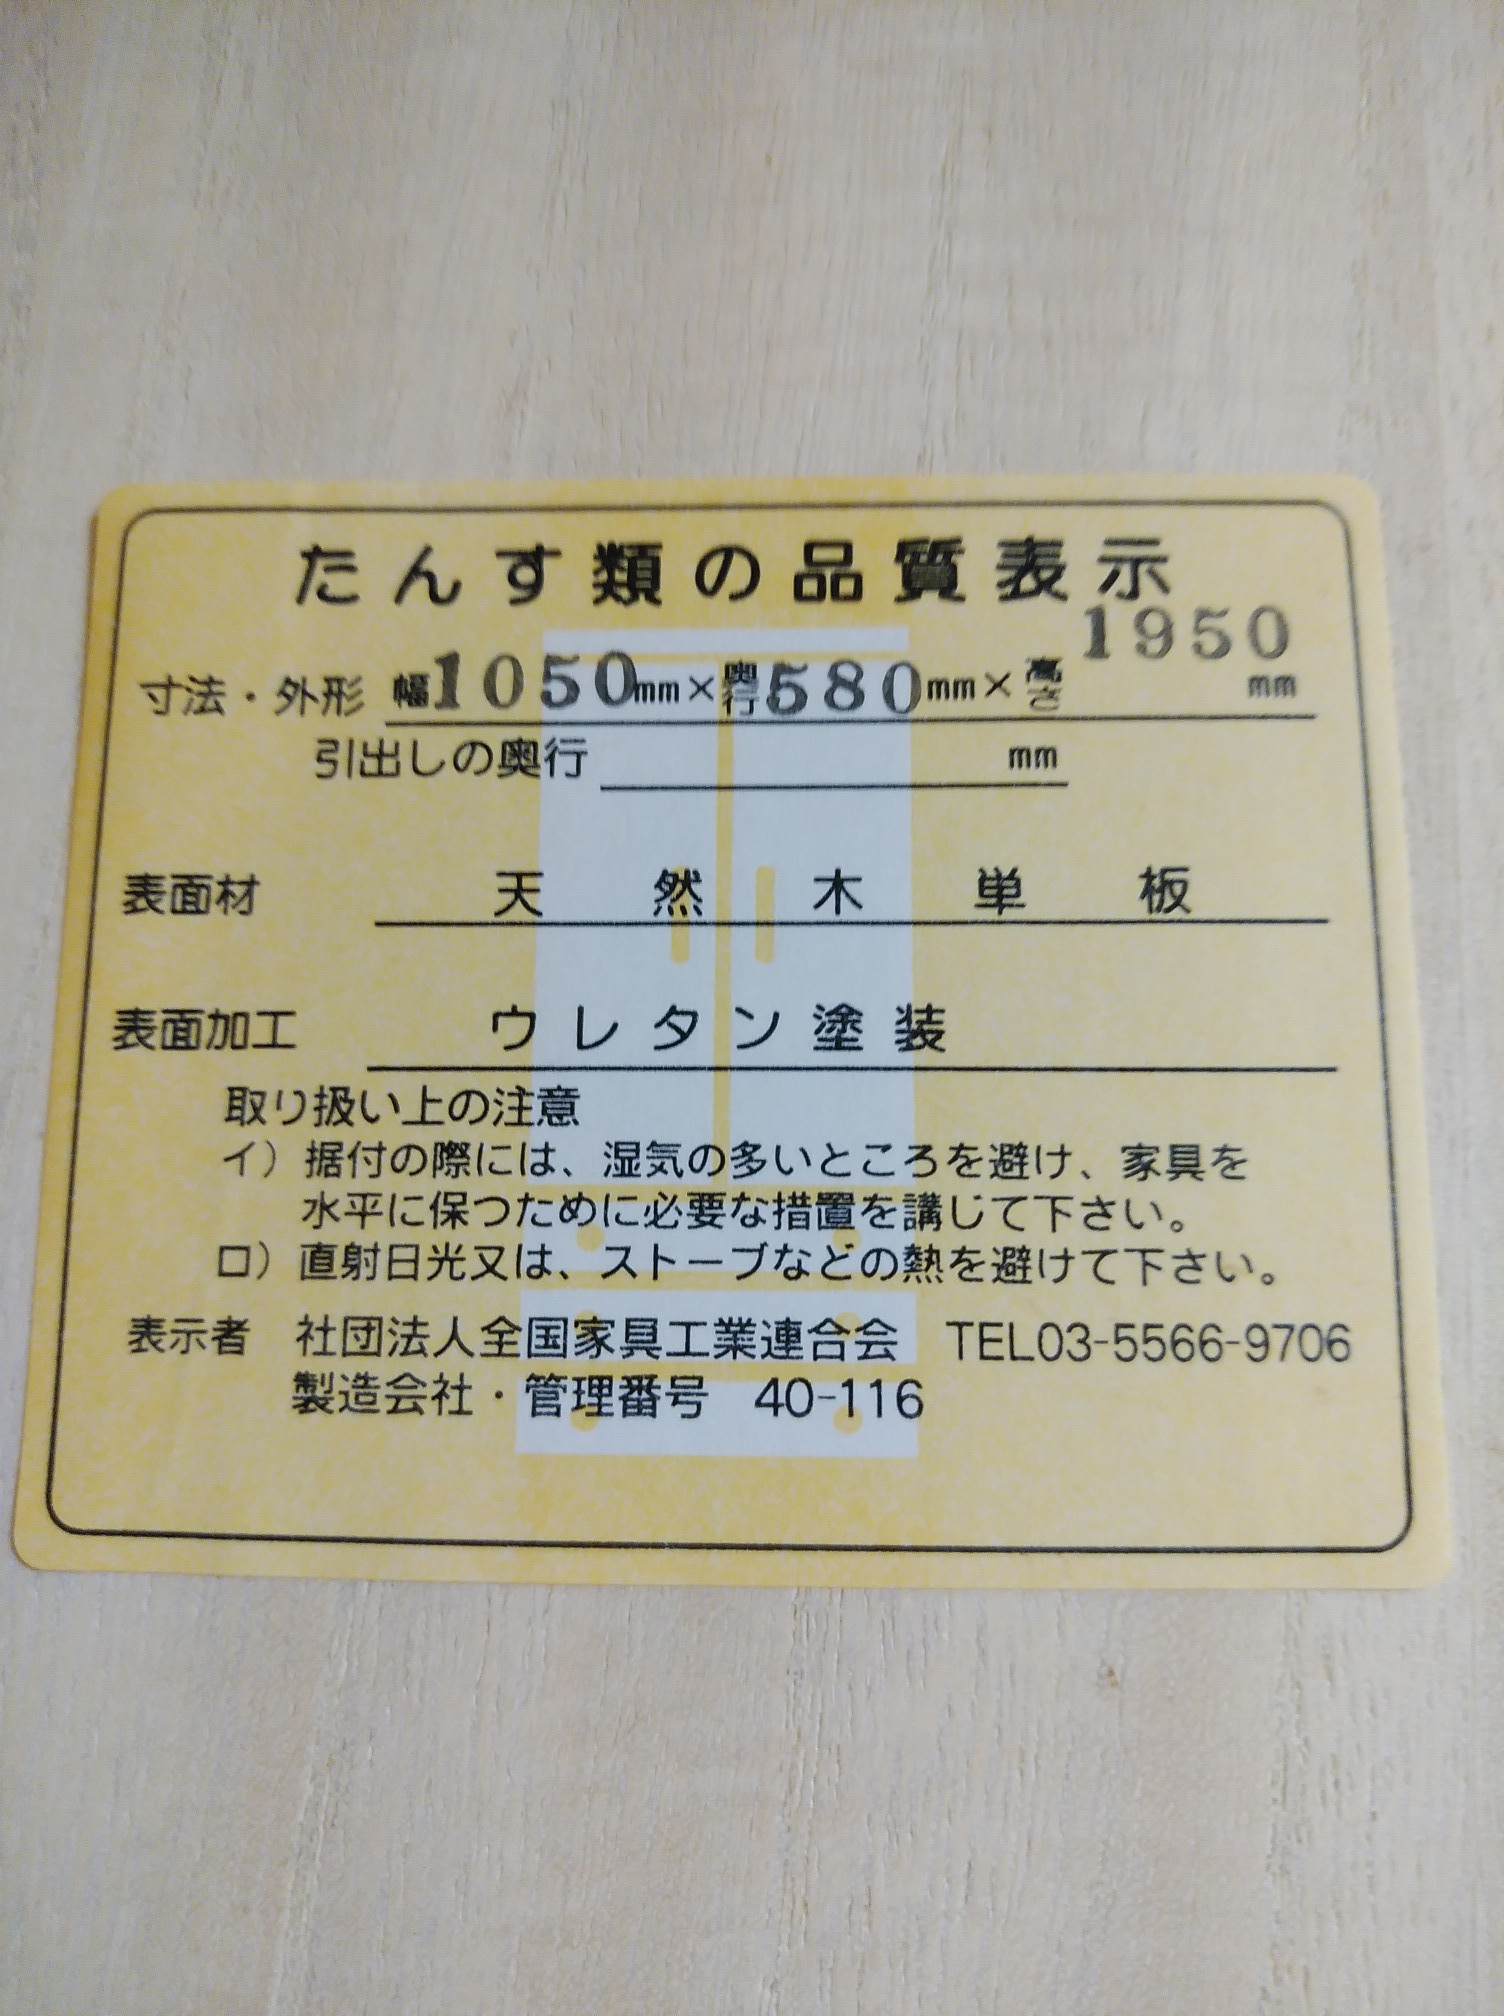 たんす類の品質表示
寸法・外形 幅1050mm×奥行580mm×高さ1950mm
引出しの奥行 mm
表面材 天然木単板
表面加工 ウレタン塗装
取り扱い上の注意
イ）据付の際には、湿気の多いところを避け、家具を
水平に保つために必要な措置を講じて下さい。
ロ）直射日光又は、ストーブなどの熱を避けて下さい。
表示者 社団法人全国家具工業連合会 TEL03-5566-9706
製造会社・管理番号 40-116